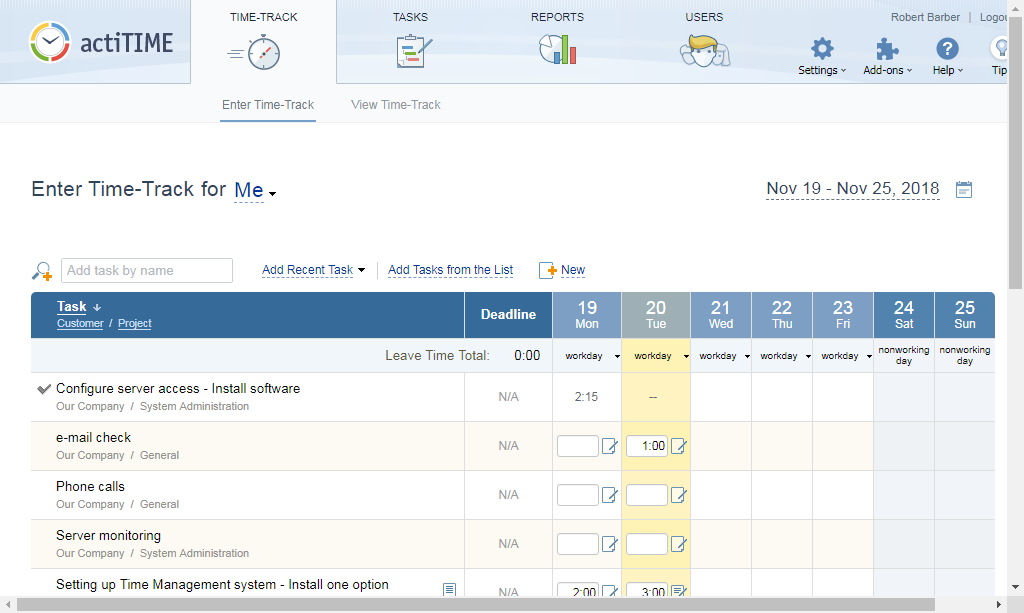 actiTIME
TIME-TRACK TASKS REPORTS USERS
Robert Barber | Logou
Settings Add-ons Help Tip
Enter Time-Track View Time-Track
Enter Time-Track for Me
Nov 19 - Nov 25, 2018
Add task by name Add Recent Task Add Tasks from the List New
Task ↓ Deadline 19 20 21 22 23 24 25
Customer / Project Mon Tue Wed Thu Fri Sat Sun
Leave Time Total: 0:00 workday workday workday workday workday nonworking day nonworking day
Configure server access - Install software
Our Company / System Administration
N/A 2:15 --
e-mail check
Our Company / General
N/A 1:00
Phone calls
Our Company / General
N/A
Server monitoring
Our Company / System Administration
N/A
Setting up Time Management system - Install one option
N/A 2:00 3:00